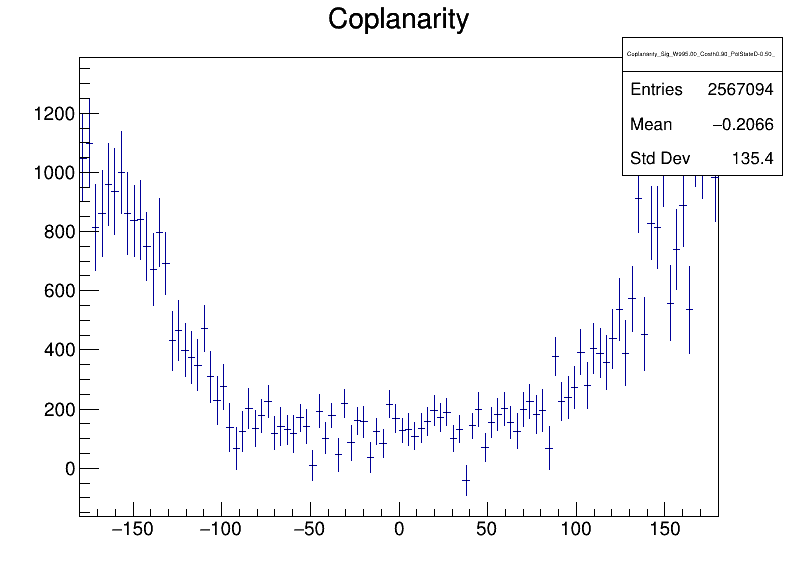 Coplanarity
Coplanarity_Sig_W995.00_Costh0.90_PolStateD-0.50_
Entries 2567094
Mean −0.2066
Std Dev 135.4
1200
1000
800
600
400
200
0
−150 −100 −50 0 50 100 150